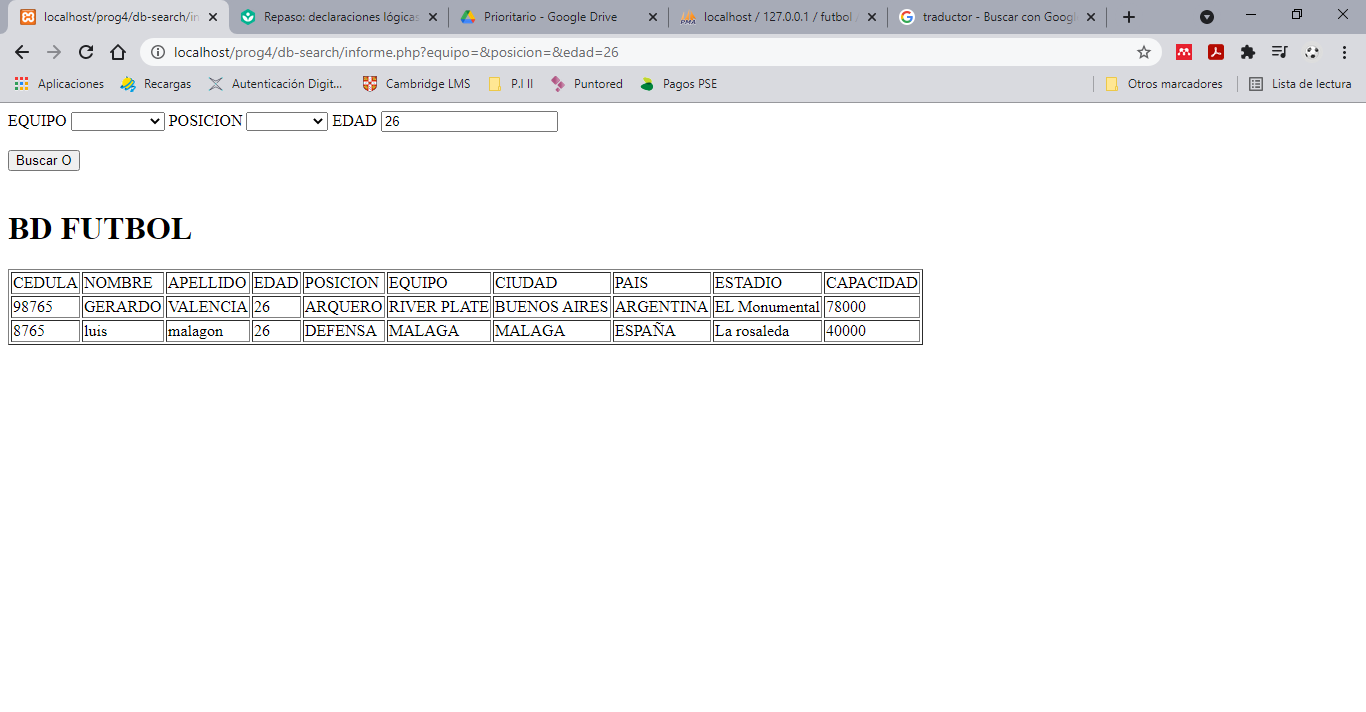 localhost/prog4/db-search/in
Repaso: declaraciones lógicas
Prioritario - Google Drive
localhost / 127.0.0.1 / futbol
traductor - Buscar con Googl
localhost/prog4/db-search/informe.php?equipo=&posicion=&edad=26
Aplicaciones
Recargas
Autenticación Digit...
Cambridge LMS
P.I II
Puntored
Pagos PSE
Otros marcadores
Lista de lectura
EQUIPO POSICION EDAD 26
Buscar O
BD FUTBOL
CEDULA NOMBRE APELLIDO EDAD POSICION EQUIPO CIUDAD PAIS ESTADIO CAPACIDAD
98765 GERARDO VALENCIA 26 ARQUERO RIVER PLATE BUENOS AIRES ARGENTINA EL Monumental 78000
8765 luis malagon 26 DEFENSA MALAGA MALAGA ESPAÑA La rosaleda 40000